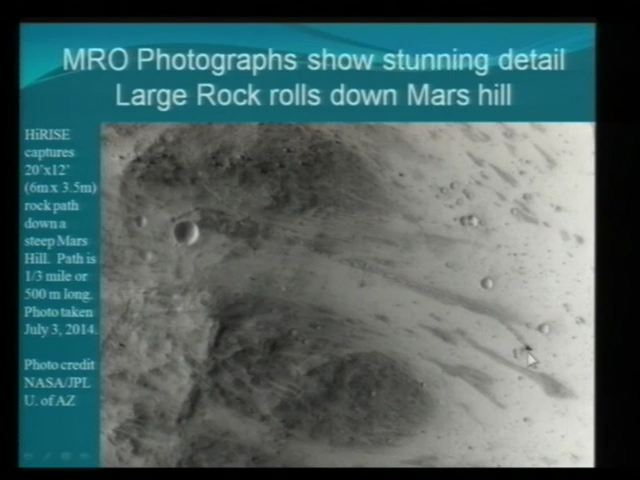 MRO Photographs show stunning detail
Large Rock rolls down Mars hill
HiRISE
captures
20'x12'
(6m x 3.5m)
rock path
down a
steep Mars
Hill. Path is
1/3 mile or
500 m long.
Photo taken
July 3, 2014.
Photo credit
NASA/JPL
U. of AZ